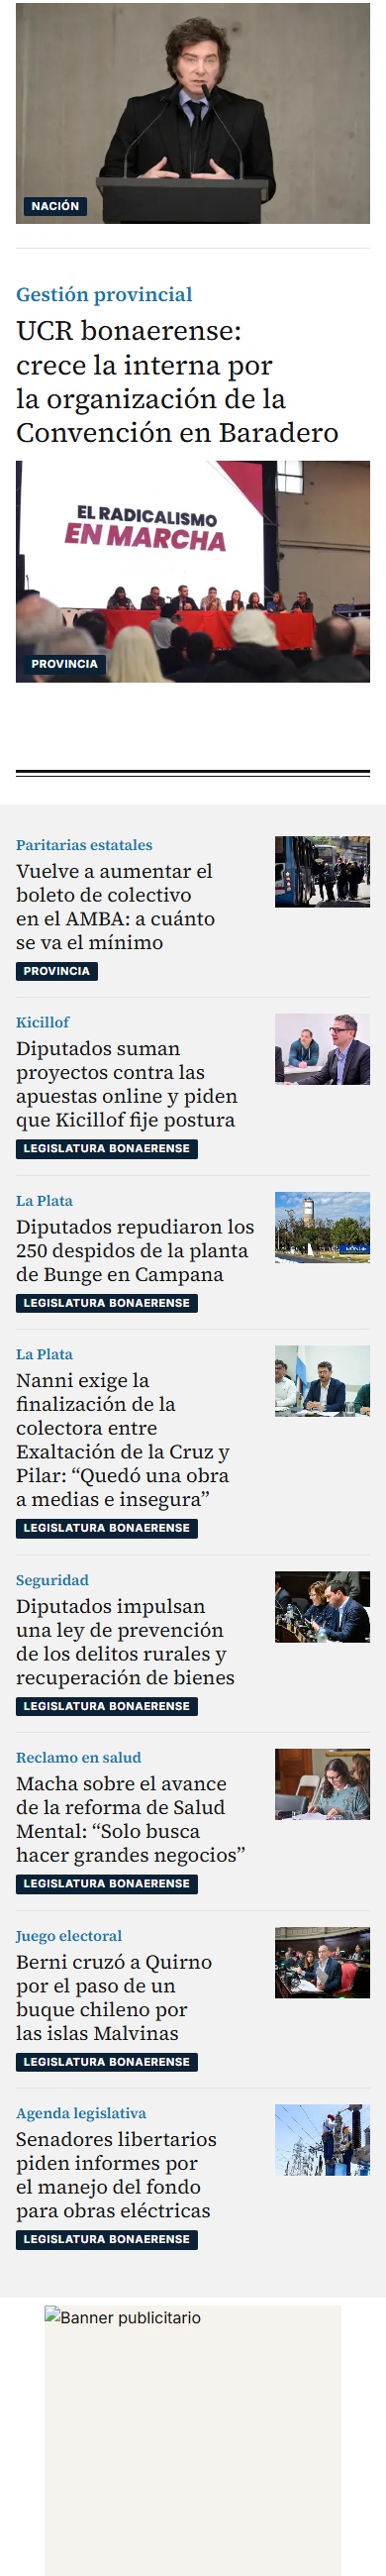 NACIÓN
Gestión provincial
UCR bonaerense:
crece la interna por
la organización de la
Convención en Baradero
EL RADICALISMO
EN MARCHA
PROVINCIA
Paritarias estatales
Vuelve a aumentar el
boleto de colectivo
en el AMBA: a cuánto
se va el mínimo
PROVINCIA
Kicillof
Diputados suman
proyectos contra las
apuestas online y piden
que Kicillof fije postura
LEGISLATURA BONAERENSE
La Plata
Diputados repudiaron los
250 despidos de la planta
de Bunge en Campana
LEGISLATURA BONAERENSE
La Plata
Nanni exige la
finalización de la
colectora entre
Exaltación de la Cruz y
Pilar: “Quedó una obra
a medias e insegura”
LEGISLATURA BONAERENSE
Seguridad
Diputados impulsan
una ley de prevención
de los delitos rurales y
recuperación de bienes
LEGISLATURA BONAERENSE
Reclamo en salud
Macha sobre el avance
de la reforma de Salud
Mental: “Solo busca
hacer grandes negocios”
LEGISLATURA BONAERENSE
Juego electoral
Berni cruzó a Quirno
por el paso de un
buque chileno por
las islas Malvinas
LEGISLATURA BONAERENSE
Agenda legislativa
Senadores libertarios
piden informes por
el manejo del fondo
para obras eléctricas
LEGISLATURA BONAERENSE
Banner publicitario